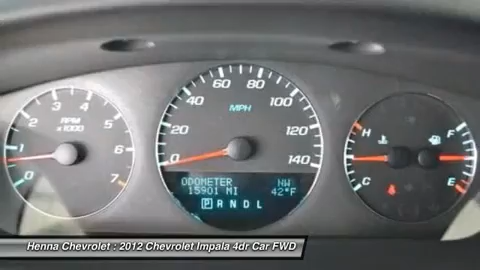 1 2 3 4 5 6 7
RPM
x1000
0 20 40 60 80 100 120 140
MPH
ODOMETER NW
15901 MI 42°F
P R N D L
H F
C E
Henna Chevrolet : 2012 Chevrolet Impala 4dr Car FWD